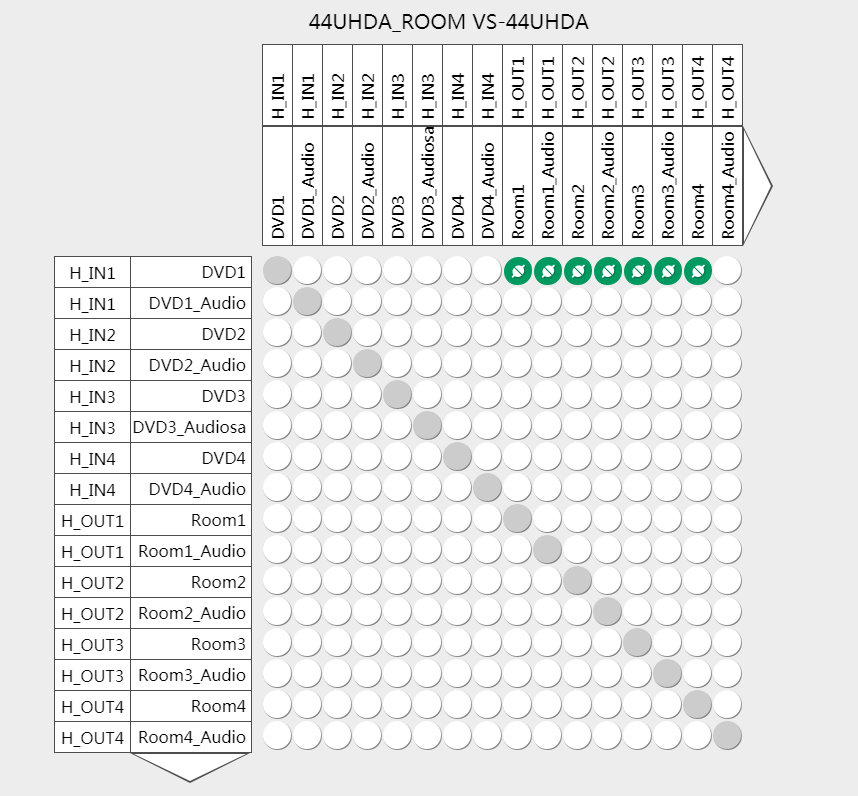 44UHDA_ROOM VS-44UHDA
H_IN1 H_IN1 H_IN2 H_IN2 H_IN3 H_IN3 H_IN4 H_IN4 H_OUT1 H_OUT1 H_OUT2 H_OUT2 H_OUT3 H_OUT3 H_OUT4 H_OUT4
DVD1 DVD1_Audio DVD2 DVD2_Audio DVD3 DVD3_Audiosa DVD4 DVD4_Audio Room1 Room1_Audio Room2 Room2_Audio Room3 Room3_Audio Room4 Room4_Audio
H_IN1 DVD1
H_IN1 DVD1_Audio
H_IN2 DVD2
H_IN2 DVD2_Audio
H_IN3 DVD3
H_IN3 DVD3_Audiosa
H_IN4 DVD4
H_IN4 DVD4_Audio
H_OUT1 Room1
H_OUT1 Room1_Audio
H_OUT2 Room2
H_OUT2 Room2_Audio
H_OUT3 Room3
H_OUT3 Room3_Audio
H_OUT4 Room4
H_OUT4 Room4_Audio